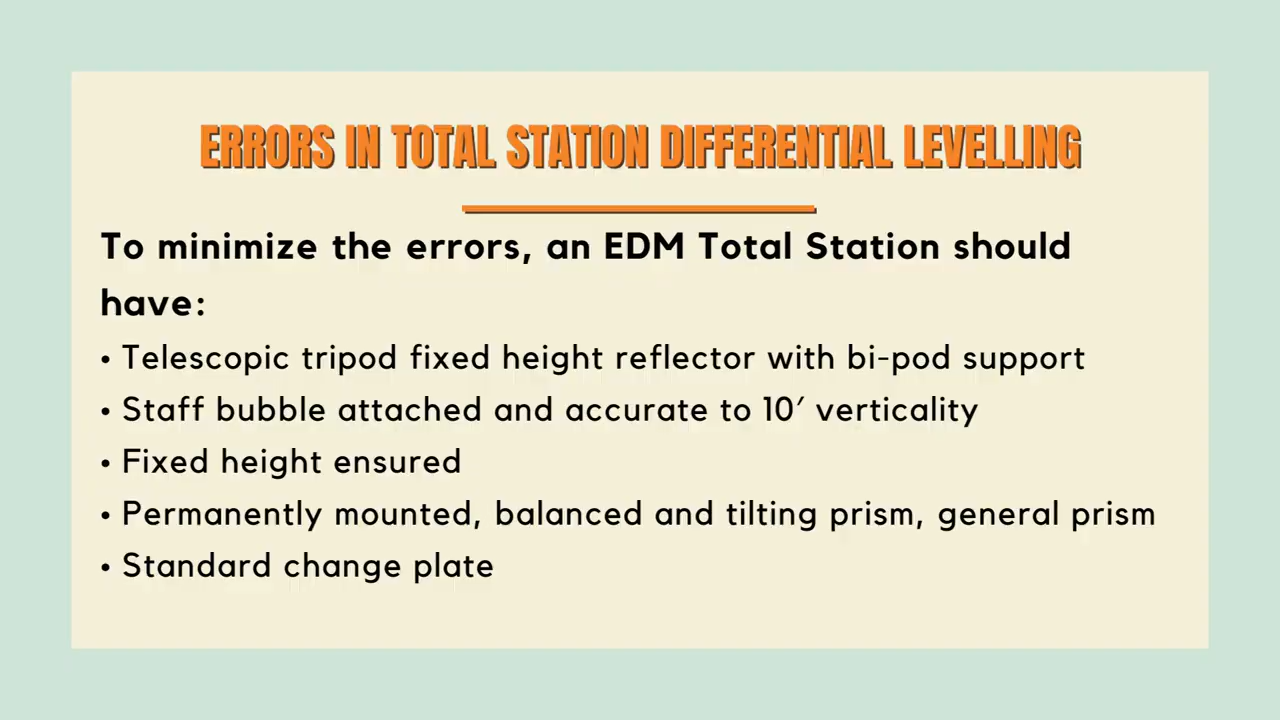 ERRORS IN TOTAL STATION DIFFERENTIAL LEVELLING
To minimize the errors, an EDM Total Station should
have:
• Telescopic tripod fixed height reflector with bi-pod support
• Staff bubble attached and accurate to 10′ verticality
• Fixed height ensured
• Permanently mounted, balanced and tilting prism, general prism
• Standard change plate